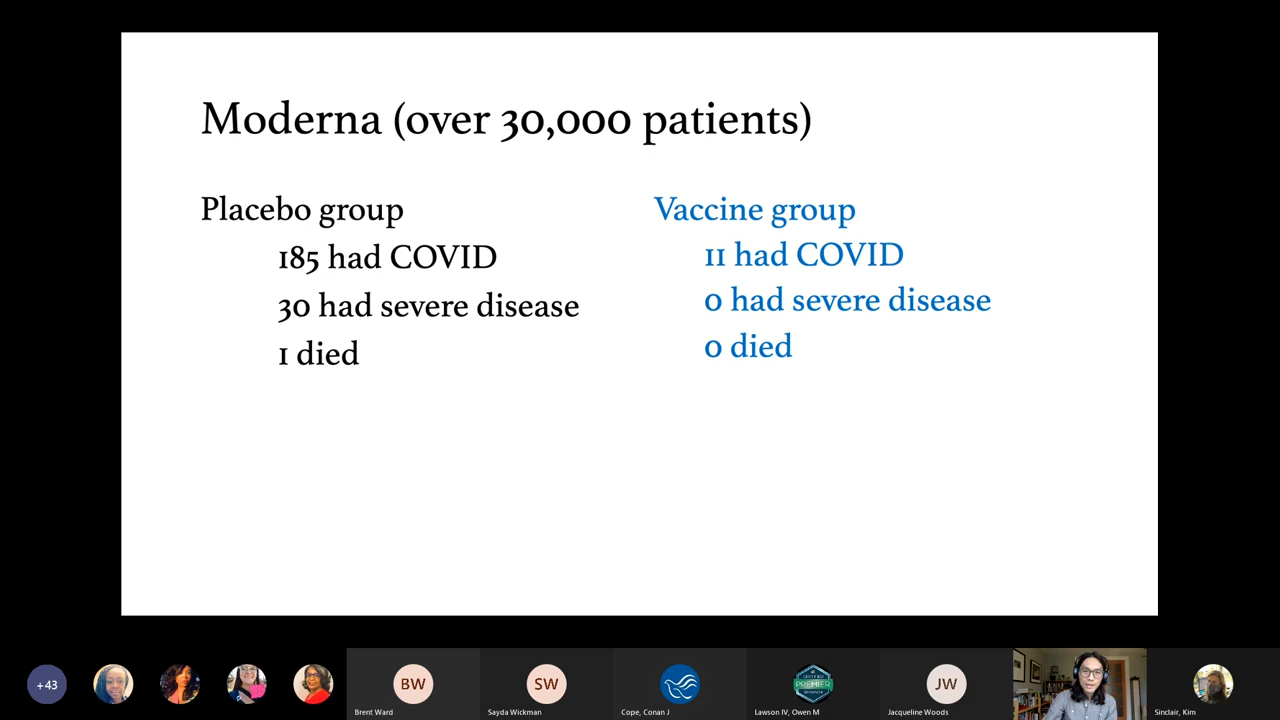 Moderna (over 30,000 patients)
Placebo group
185 had COVID
30 had severe disease
1 died
Vaccine group
11 had COVID
0 had severe disease
0 died
+43
BW
Brent Ward
SW
Sayda Wickman
Cope, Conan J
PREMIER
Lawson IV, Owen M
JW
Jacqueline Woods
Sinclair, Kim